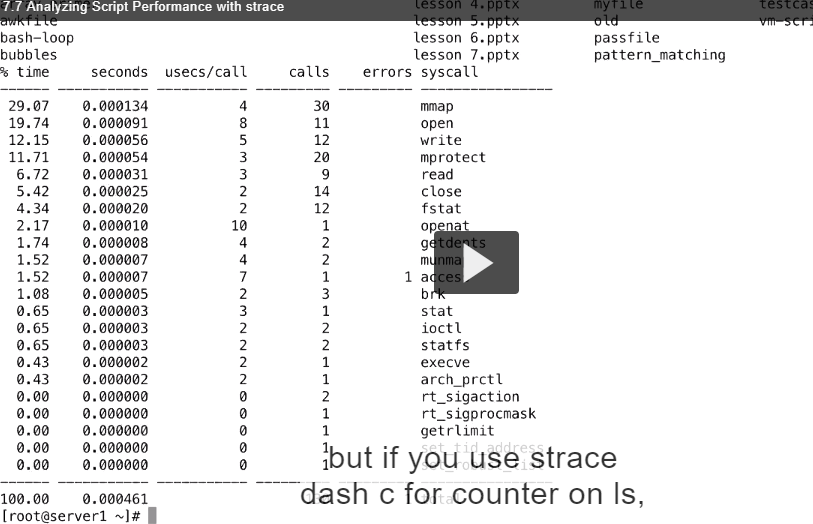 7.7 Analyzing Script Performance with strace
lesson 4.pptx myfile
awkfile lesson 5.pptx old
bash-loop lesson 6.pptx passfile
bubbles lesson 7.pptx pattern_matching
% time seconds usecs/call calls errors syscall
------ ----------- ----------- --------- --------- ----------------
29.07 0.000134 4 30 mmap
19.74 0.000091 8 11 open
12.15 0.000056 5 12 write
11.71 0.000054 3 20 mprotect
6.72 0.000031 3 9 read
5.42 0.000025 2 14 close
4.34 0.000020 2 12 fstat
2.17 0.000010 10 1 openat
1.74 0.000008 4 2 getdents
1.52 0.000007 4 2
1.52 0.000007 7 1 1
1.08 0.000005 2 3 brk
0.65 0.000003 3 1 stat
0.65 0.000003 2 2 ioctl
0.65 0.000003 2 2 statfs
0.43 0.000002 2 1 execve
0.43 0.000002 2 1 arch_prctl
0.00 0.000000 0 2 rt_sigaction
0.00 0.000000 0 1 rt_sigprocmask
0.00 0.000000 0 1 getrlimit
0.00 0.000000 0 1 set_tid_address
0.00 0.000000 0 1
but if you use strace
dash c for counter on ls,
------ ----------- ----------- --------- --------- ----------------
100.00 0.000461
[root@server1 ~]#